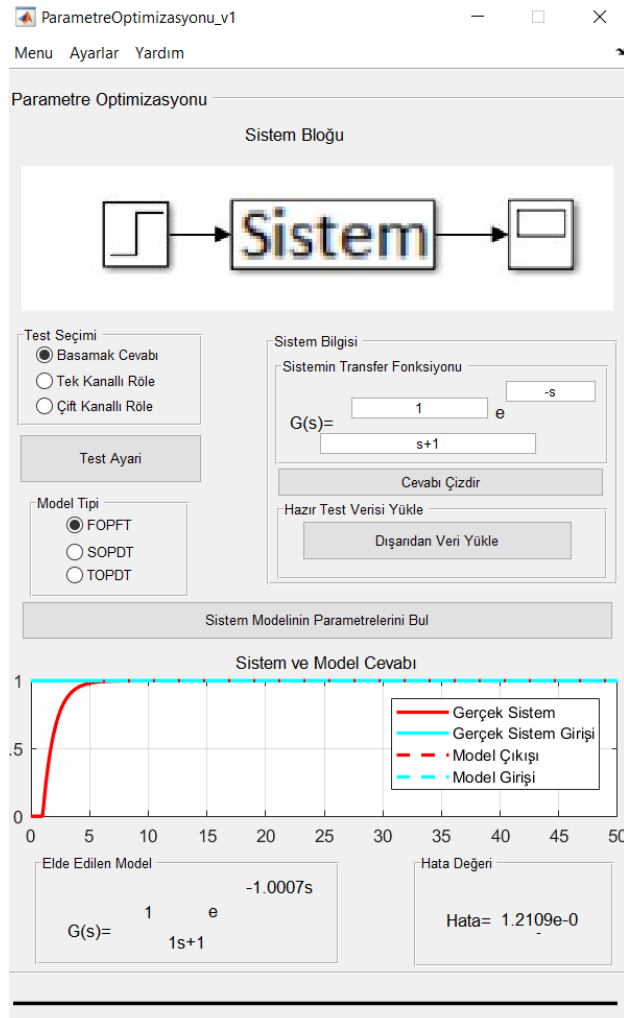 ParametreOptimizasyonu_v1
Menu Ayarlar Yardım
Parametre Optimizasyonu
Sistem Bloğu
Sistem
Test Seçimi
Basamak Cevabı
Tek Kanallı Röle
Çift Kanallı Röle
Test Ayari
Model Tipi
FOPFT
SOPDT
TOPDT
Sistem Bilgisi
Sistemin Transfer Fonksiyonu
-s
G(s)= 1 e
s+1
Cevabı Çizdir
Hazır Test Verisi Yükle
Dışarıdan Veri Yükle
Sistem Modelinin Parametrelerini Bul
Sistem ve Model Cevabı
1
.5
0
0 5 10 15 20 25 30 35 40 45 50
Gerçek Sistem
Gerçek Sistem Girişi
Model Çıkışı
Model Girişi
Elde Edilen Model
-1.0007s
G(s)= 1 e
1s+1
Hata Değeri
Hata= 1.2109e-0